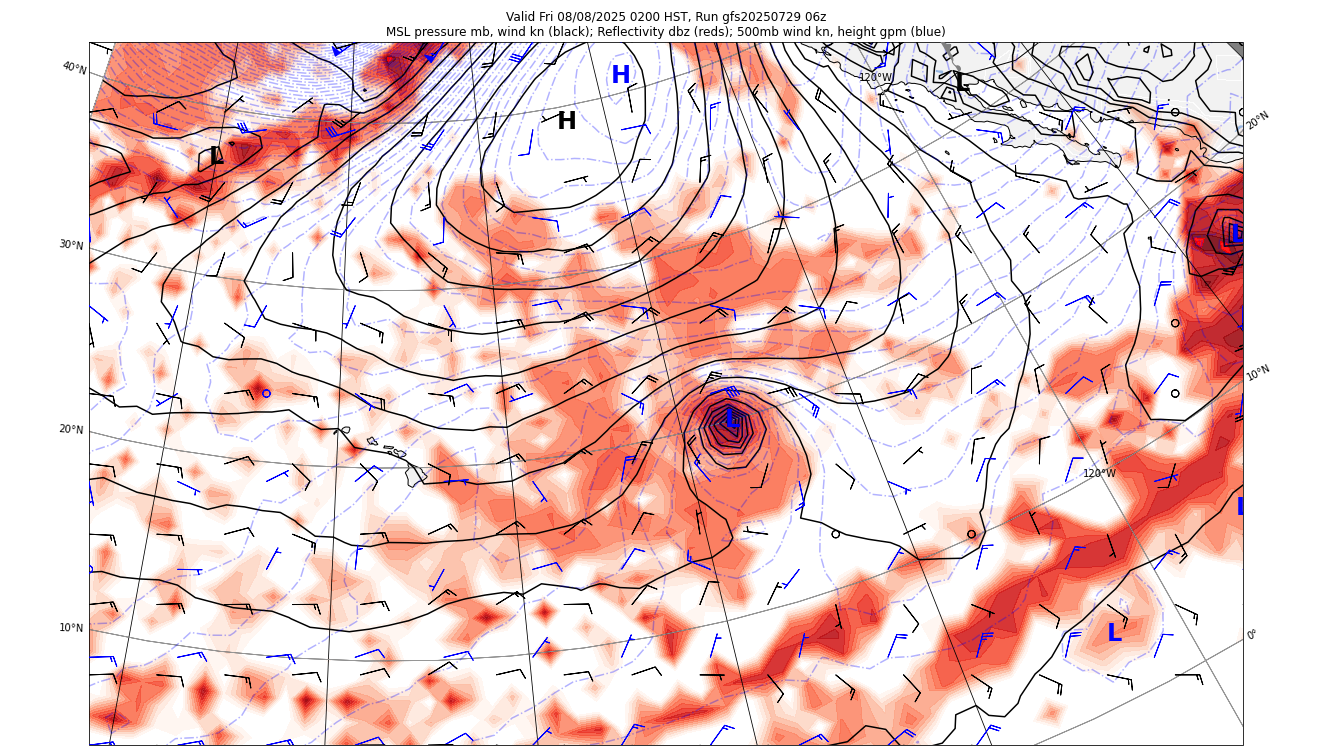 Valid Fri 08/08/2025 0200 HST, Run gfs20250729 06z
MSL pressure mb, wind kn (black); Reflectivity dbz (reds); 500mb wind kn, height gpm (blue)
40°N
H
120°W
L
H
20°N
L
30°N
L
10°N
20°N
L
120°W
L
10°N
L
0°